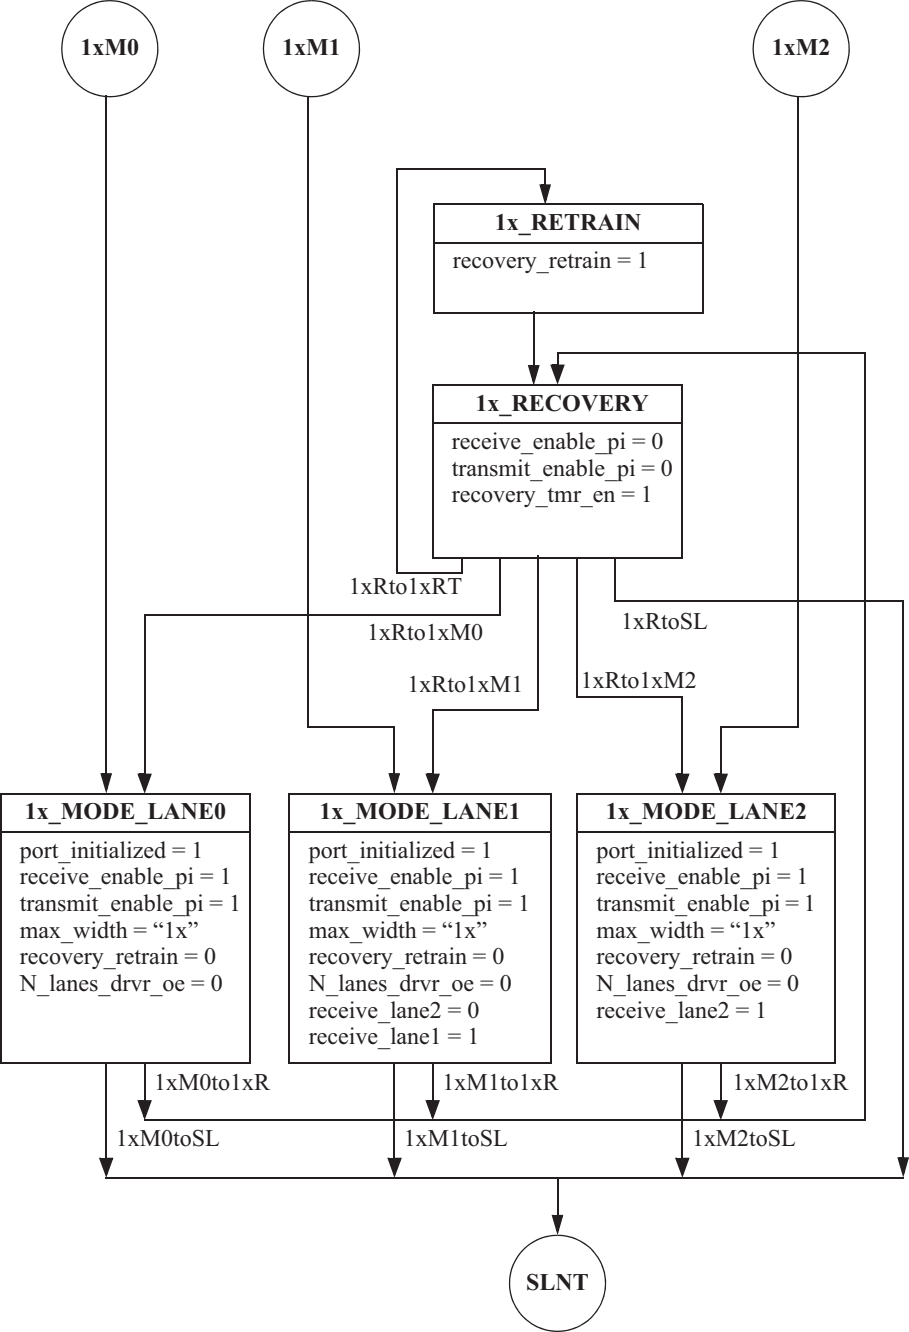 1xM0
1xM1
1xM2
1x_RETRAIN
recovery_retrain = 1
1x_RECOVERY
receive_enable_pi = 0
transmit_enable_pi = 0
recovery_tmr_en = 1
1xRto1xRT
1xRtoSL
1xRto1xM0
1xRto1xM1
1xRto1xM2
1x_MODE_LANE0
port_initialized = 1
receive_enable_pi = 1
transmit_enable_pi = 1
max_width = “1x”
recovery_retrain = 0
N_lanes_drvr_oe = 0
1x_MODE_LANE1
port_initialized = 1
receive_enable_pi = 1
transmit_enable_pi = 1
max_width = “1x”
recovery_retrain = 0
N_lanes_drvr_oe = 0
receive_lane2 = 0
receive_lane1 = 1
1x_MODE_LANE2
port_initialized = 1
receive_enable_pi = 1
transmit_enable_pi = 1
max_width = “1x”
recovery_retrain = 0
N_lanes_drvr_oe = 0
receive_lane2 = 1
1xM0to1xR
1xM1to1xR
1xM2to1xR
1xM0toSL
1xM1toSL
1xM2toSL
SLNT